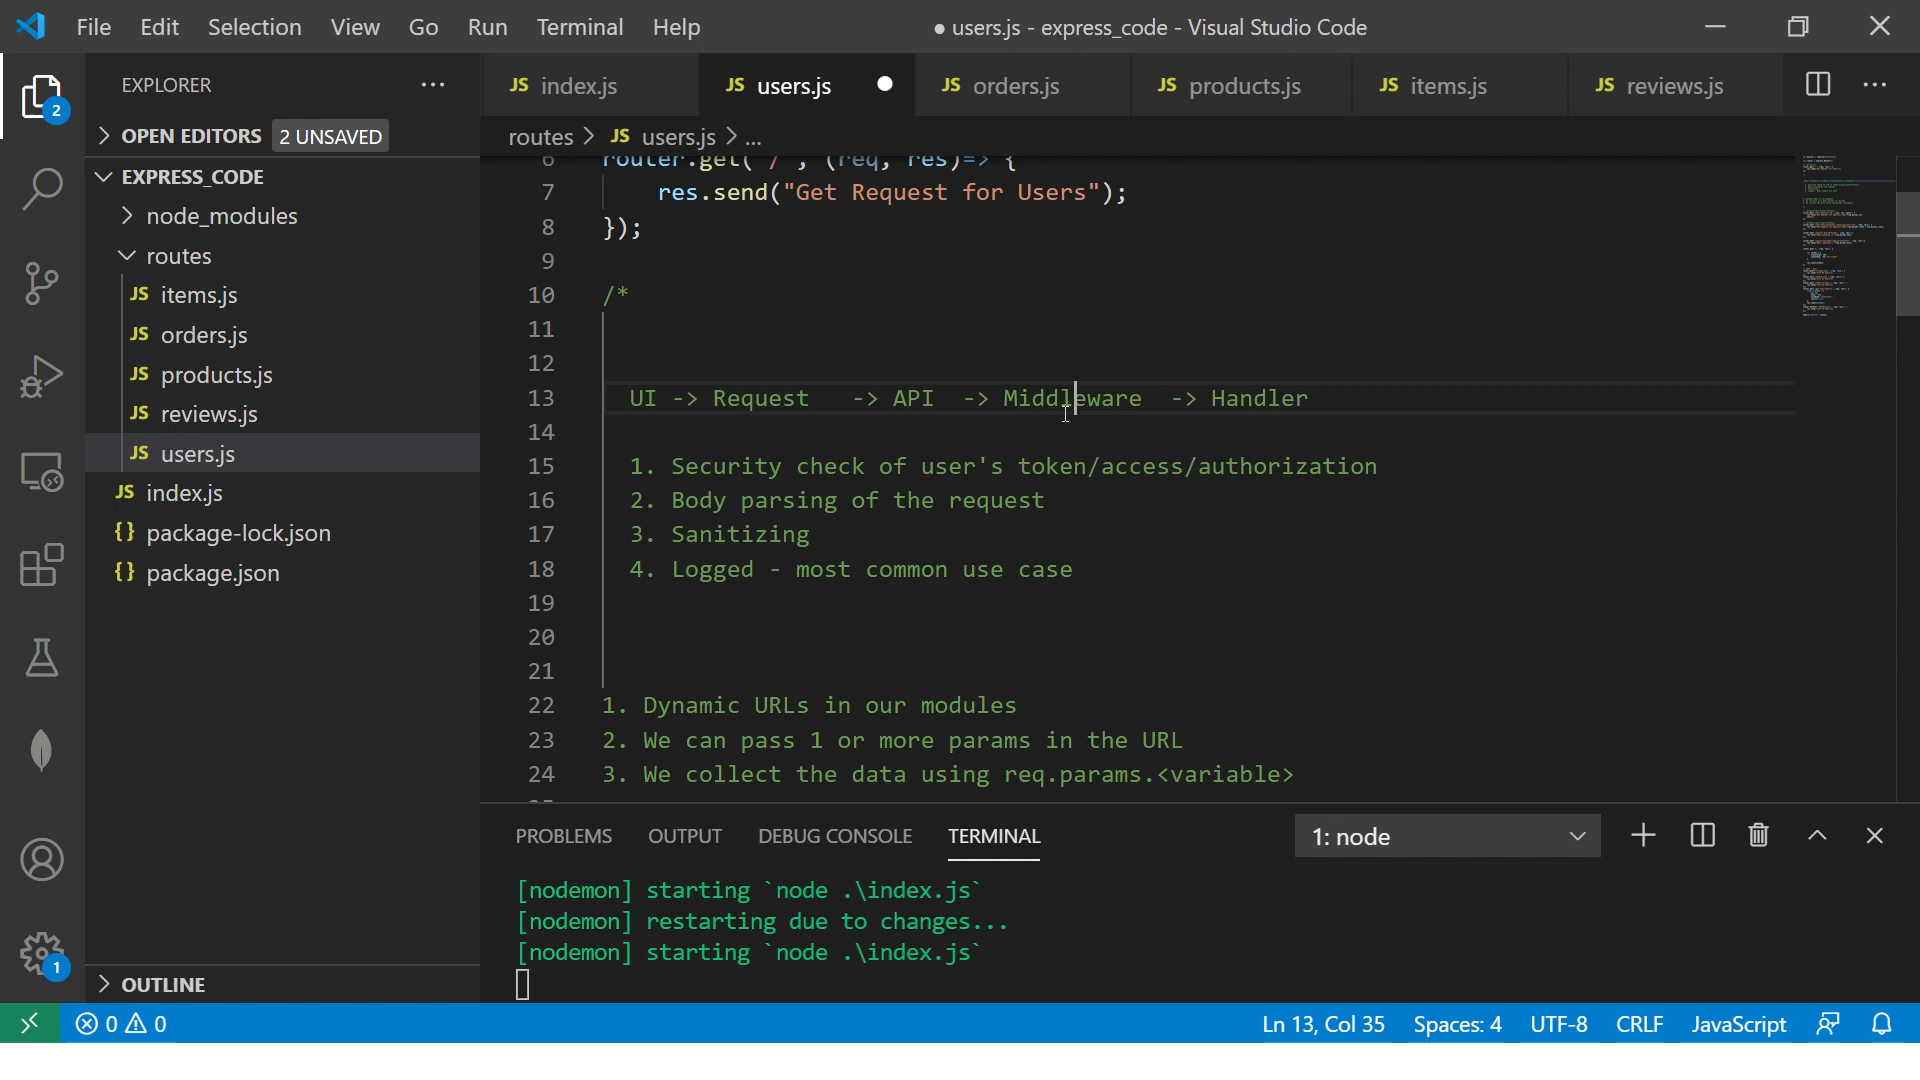 File Edit Selection View Go Run Terminal Help
● users.js - express_code - Visual Studio Code
EXPLORER
2
OPEN EDITORS 2 UNSAVED
EXPRESS_CODE
node_modules
routes
JS items.js
JS orders.js
JS products.js
JS reviews.js
JS users.js
JS index.js
{} package-lock.json
{} package.json
1
OUTLINE
JS index.js JS users.js JS orders.js JS products.js JS items.js JS reviews.js
routes > JS users.js > ...
6 router.get('/', (req, res)=> {
7 res.send("Get Request for Users");
8 });
9
10 /*
11
12
13 UI -> Request -> API -> Middleware -> Handler
14
15 1. Security check of user's token/access/authorization
16 2. Body parsing of the request
17 3. Sanitizing
18 4. Logged - most common use case
19
20
21
22 1. Dynamic URLs in our modules
23 2. We can pass 1 or more params in the URL
24 3. We collect the data using req.params.<variable>
PROBLEMS OUTPUT DEBUG CONSOLE TERMINAL 1: node
[nodemon] starting `node .\index.js`
[nodemon] restarting due to changes...
[nodemon] starting `node .\index.js`
0 0 Ln 13, Col 35 Spaces: 4 UTF-8 CRLF JavaScript